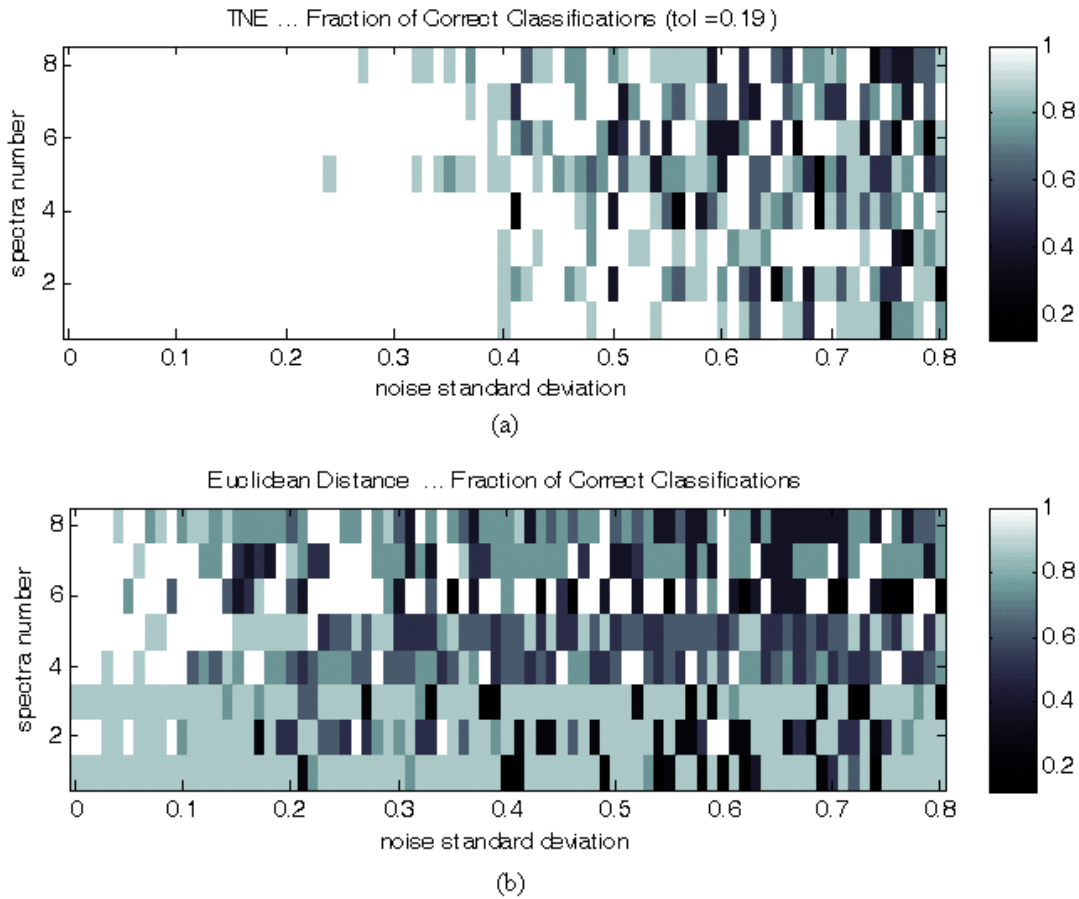 TNE ... Fraction of Correct Classifications (tol =0.19 )
8
6
4
2
spectra number
0 0.1 0.2 0.3 0.4 0.5 0.6 0.7 0.8
noise standard deviation
1
0.8
0.6
0.4
0.2
(a)
Euclidean Distance ... Fraction of Correct Classifications
8
6
4
2
spectra number
0 0.1 0.2 0.3 0.4 0.5 0.6 0.7 0.8
noise standard deviation
1
0.8
0.6
0.4
0.2
(b)